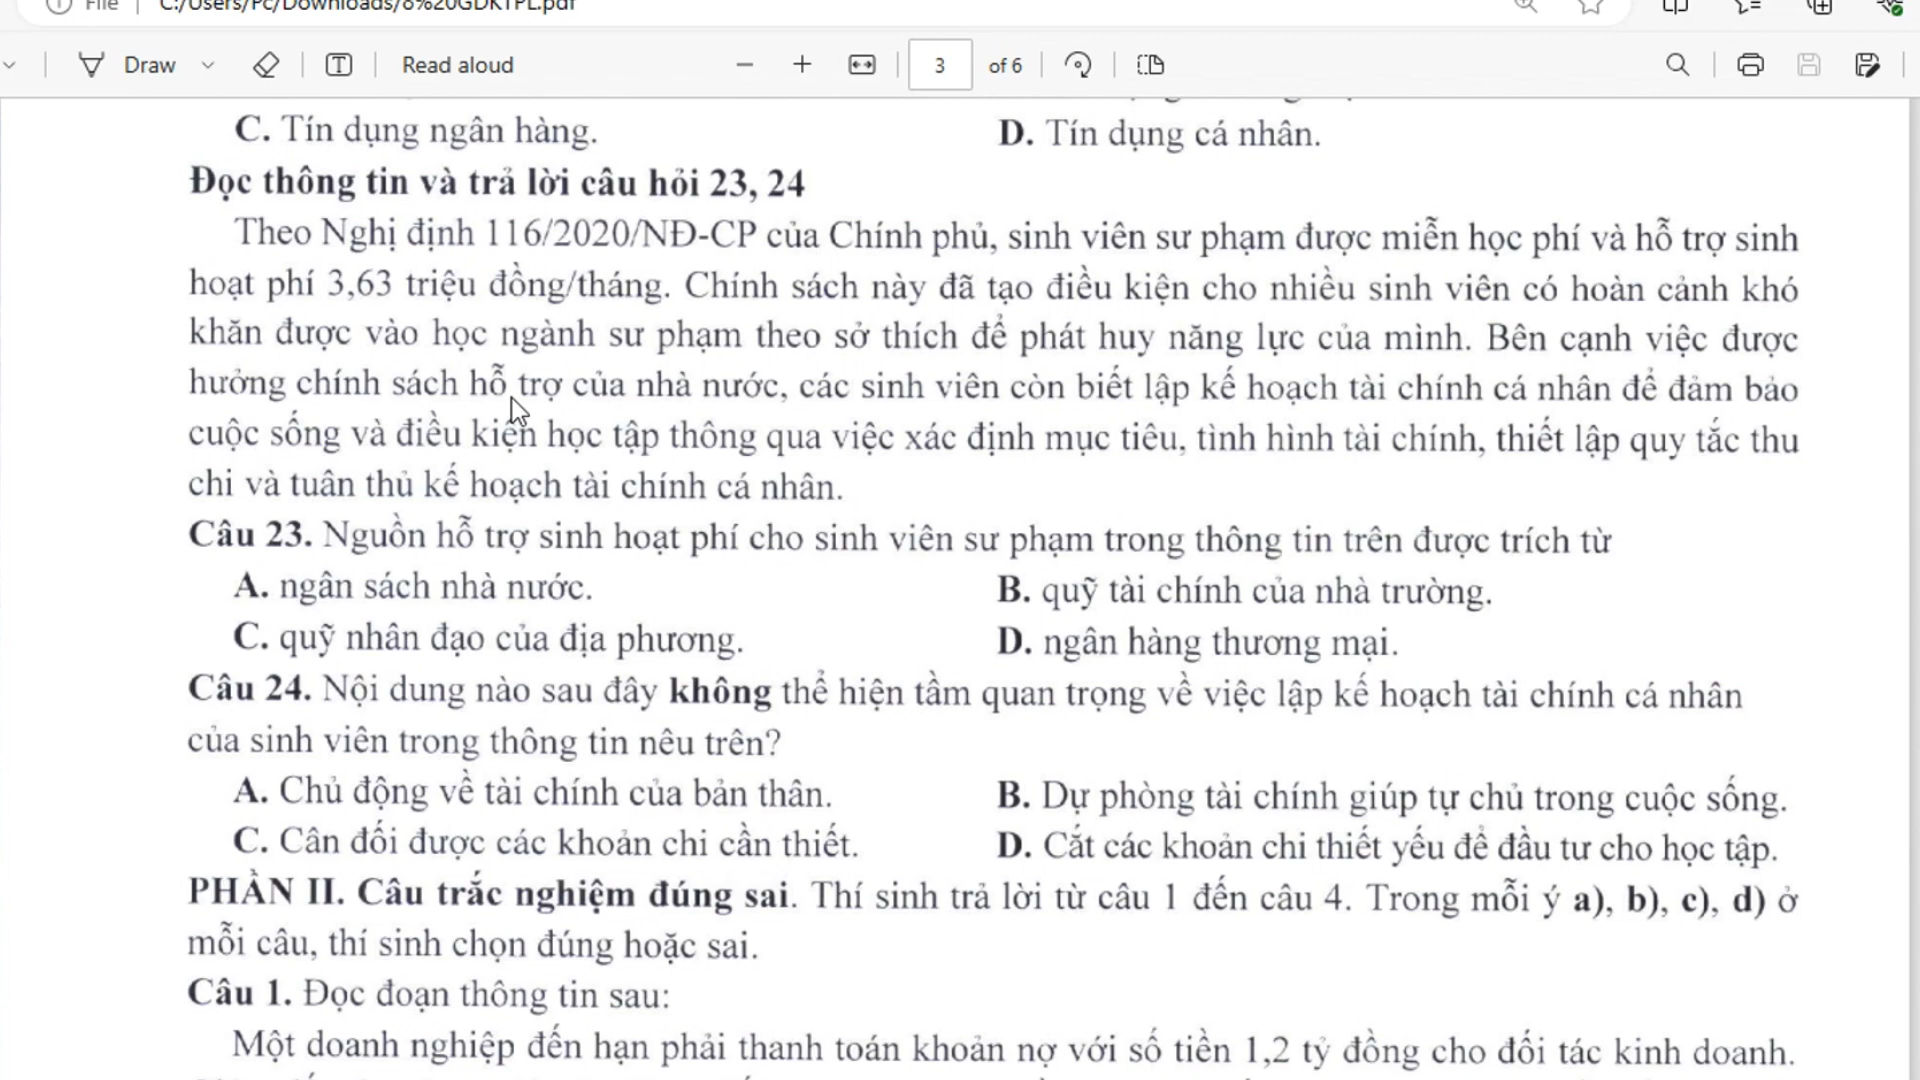 File C:/Users/Pc/Downloads/8%20GDKTPL.pdf
Draw Read aloud 3 of 6
C. Tín dụng ngân hàng. D. Tín dụng cá nhân.
Đọc thông tin và trả lời câu hỏi 23, 24
Theo Nghị định 116/2020/NĐ-CP của Chính phủ, sinh viên sư phạm được miễn học phí và hỗ trợ sinh
hoạt phí 3,63 triệu đồng/tháng. Chính sách này đã tạo điều kiện cho nhiều sinh viên có hoàn cảnh khó
khăn được vào học ngành sư phạm theo sở thích để phát huy năng lực của mình. Bên cạnh việc được
hưởng chính sách hỗ trợ của nhà nước, các sinh viên còn biết lập kế hoạch tài chính cá nhân để đảm bảo
cuộc sống và điều kiện học tập thông qua việc xác định mục tiêu, tình hình tài chính, thiết lập quy tắc thu
chi và tuân thủ kế hoạch tài chính cá nhân.
Câu 23. Nguồn hỗ trợ sinh hoạt phí cho sinh viên sư phạm trong thông tin trên được trích từ
A. ngân sách nhà nước. B. quỹ tài chính của nhà trường.
C. quỹ nhân đạo của địa phương. D. ngân hàng thương mại.
Câu 24. Nội dung nào sau đây không thể hiện tầm quan trọng về việc lập kế hoạch tài chính cá nhân
của sinh viên trong thông tin nêu trên?
A. Chủ động về tài chính của bản thân. B. Dự phòng tài chính giúp tự chủ trong cuộc sống.
C. Cân đối được các khoản chi cần thiết. D. Cắt các khoản chi thiết yếu để đầu tư cho học tập.
PHẦN II. Câu trắc nghiệm đúng sai. Thí sinh trả lời từ câu 1 đến câu 4. Trong mỗi ý a), b), c), d) ở
mỗi câu, thí sinh chọn đúng hoặc sai.
Câu 1. Đọc đoạn thông tin sau:
Một doanh nghiệp đến hạn phải thanh toán khoản nợ với số tiền 1,2 tỷ đồng cho đối tác kinh doanh.